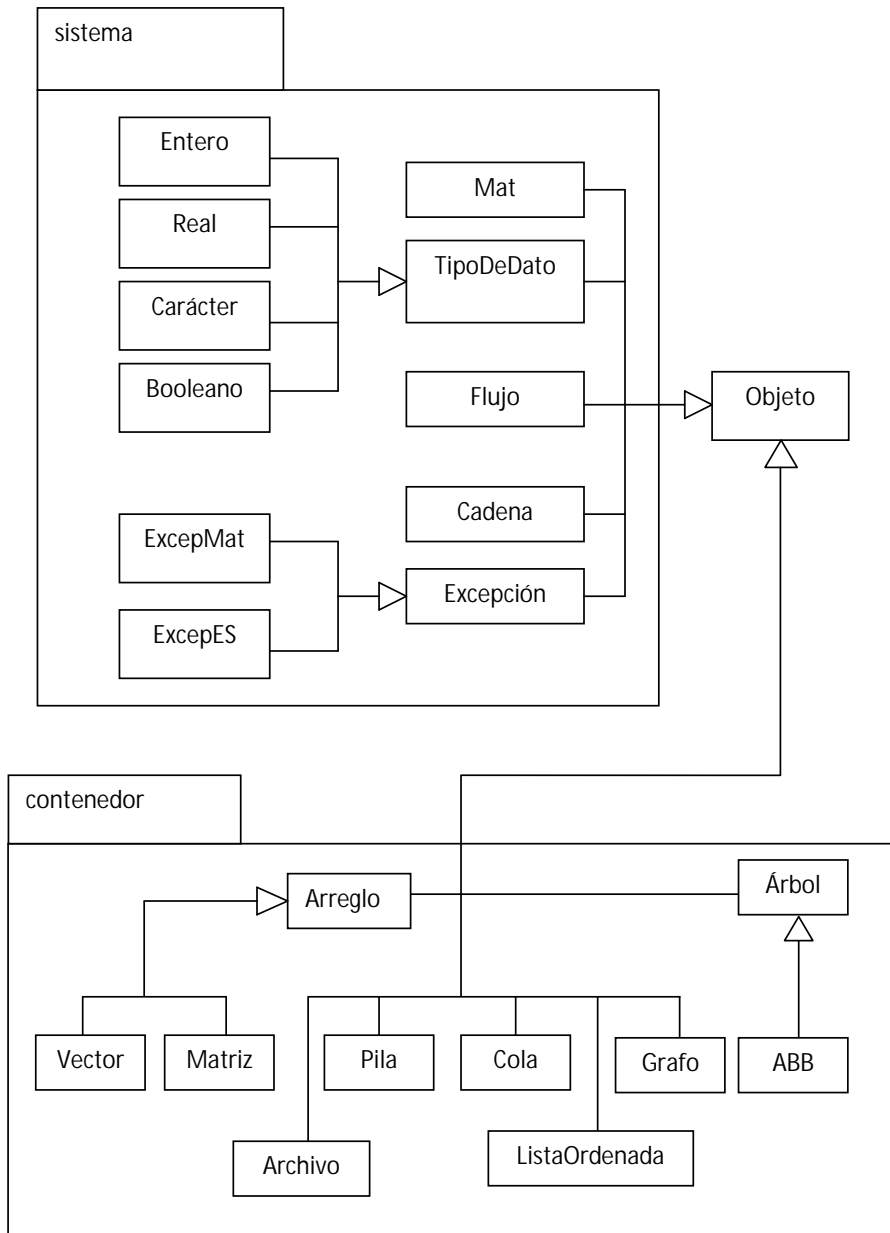 sistema
Entero
Mat
Real
TipoDeDato
Carácter
Booleano
Flujo
Objeto
Cadena
ExcepMat
Excepción
ExcepES
contenedor
Arreglo
Árbol
Vector
Matriz
Pila
Cola
Grafo
ABB
Archivo
ListaOrdenada